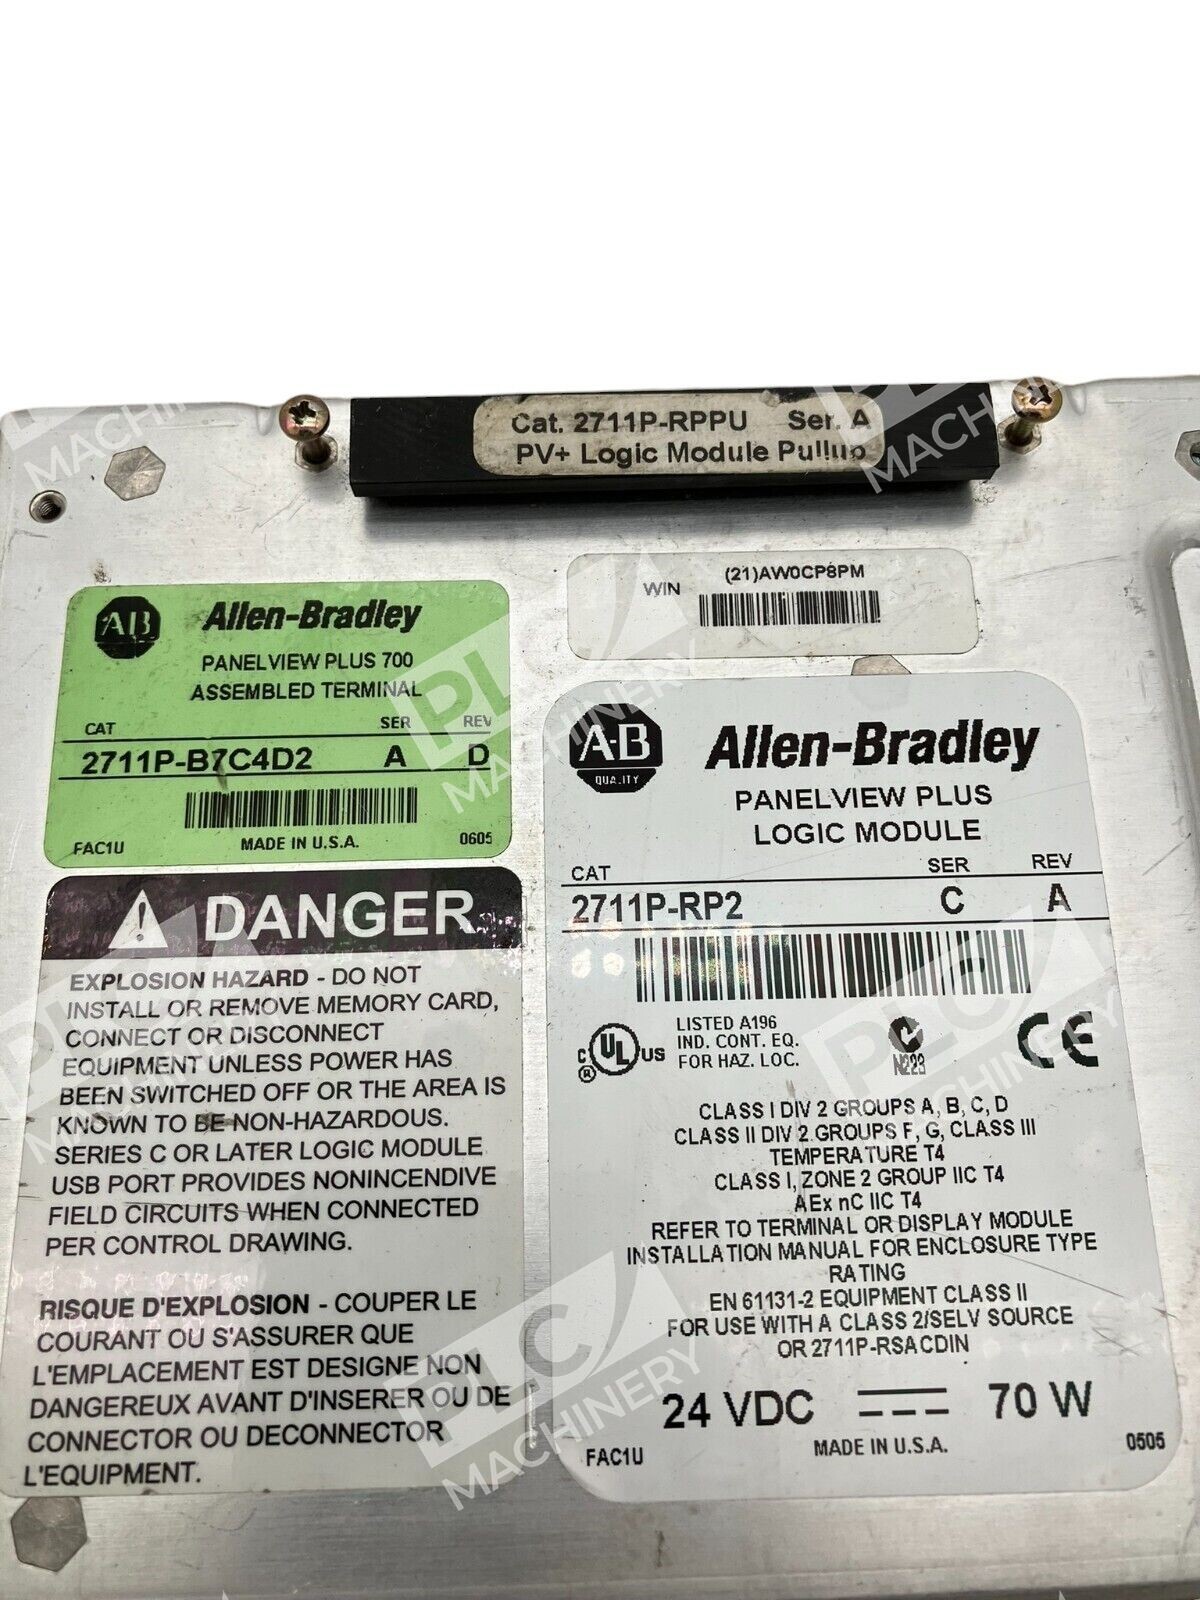 Cat. 2711P-RPPU Ser. A
PV+ Logic Module Pullup
WIN (21)AW0CP8PM
AB Allen-Bradley
PANELVIEW PLUS 700
ASSEMBLED TERMINAL
CAT SER REV
2711P-B7C4D2 A D
FAC1U MADE IN U.S.A. 0605
DANGER
EXPLOSION HAZARD - DO NOT
INSTALL OR REMOVE MEMORY CARD,
CONNECT OR DISCONNECT
EQUIPMENT UNLESS POWER HAS
BEEN SWITCHED OFF OR THE AREA IS
KNOWN TO BE NON-HAZARDOUS.
SERIES C OR LATER LOGIC MODULE
USB PORT PROVIDES NONINCENDIVE
FIELD CIRCUITS WHEN CONNECTED
PER CONTROL DRAWING.
RISQUE D'EXPLOSION - COUPER LE
COURANT OU S'ASSURER QUE
L'EMPLACEMENT EST DESIGNE NON
DANGEREUX AVANT D'INSERER OU DE
CONNECTOR OU DECONNECTOR
L'EQUIPMENT.
A-B QUALITY Allen-Bradley
PANELVIEW PLUS
LOGIC MODULE
CAT SER REV
2711P-RP2 C A
c UL us ® LISTED A196
IND. CONT. EQ.
FOR HAZ. LOC.
N223
CE
CLASS I DIV 2 GROUPS A, B, C, D
CLASS II DIV 2 GROUPS F, G, CLASS III
TEMPERATURE T4
CLASS I, ZONE 2 GROUP IIC T4
AEx nC IIC T4
REFER TO TERMINAL OR DISPLAY MODULE
INSTALLATION MANUAL FOR ENCLOSURE TYPE
RATING
EN 61131-2 EQUIPMENT CLASS II
FOR USE WITH A CLASS 2/SELV SOURCE
OR 2711P-RSACDIN
24 VDC 70 W
FAC1U MADE IN U.S.A. 0505
PLC
MACHINERY